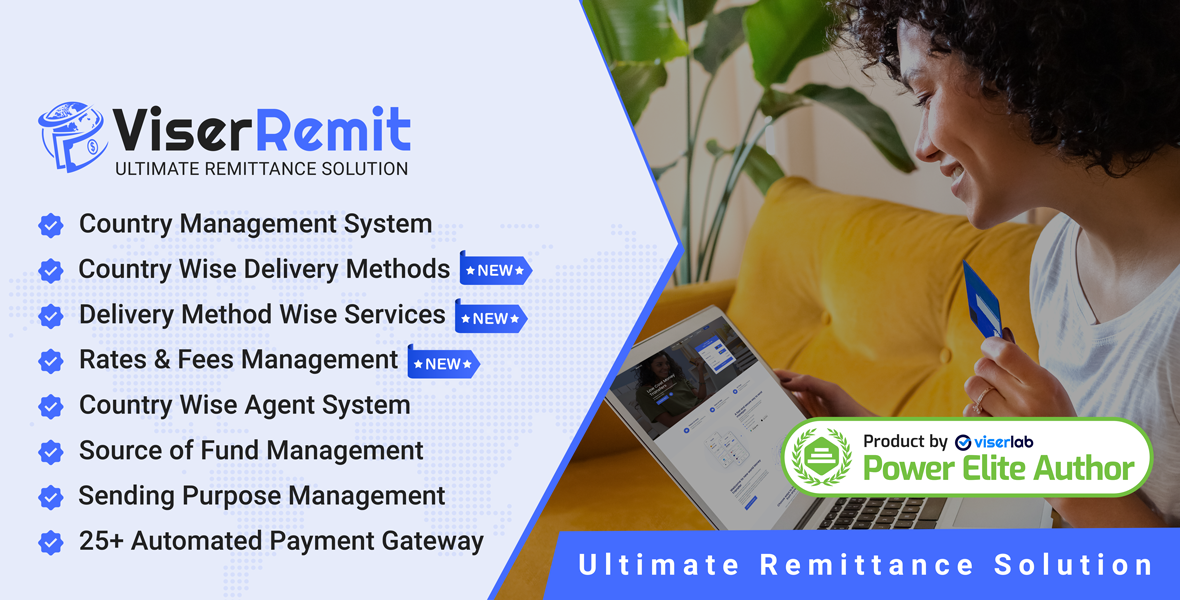 ViserRemit
ULTIMATE REMITTANCE SOLUTION
Country Management System
Country Wise Delivery Methods NEW
Delivery Method Wise Services NEW
Rates & Fees Management NEW
Country Wise Agent System
Source of Fund Management
Sending Purpose Management
25+ Automated Payment Gateway
Product by viserlab
Power Elite Author
Ultimate Remittance Solution